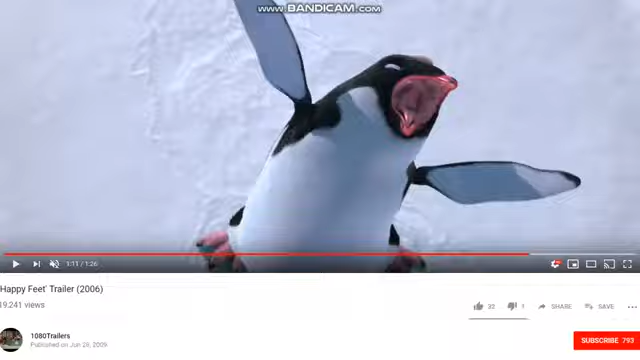 www.BANDICAM.com
1:11 / 1:26
'Happy Feet' Trailer (2006)
19,241 views
32
1
SHARE
SAVE
1080Trailers
Published on Jun 28, 2009
SUBSCRIBE 793